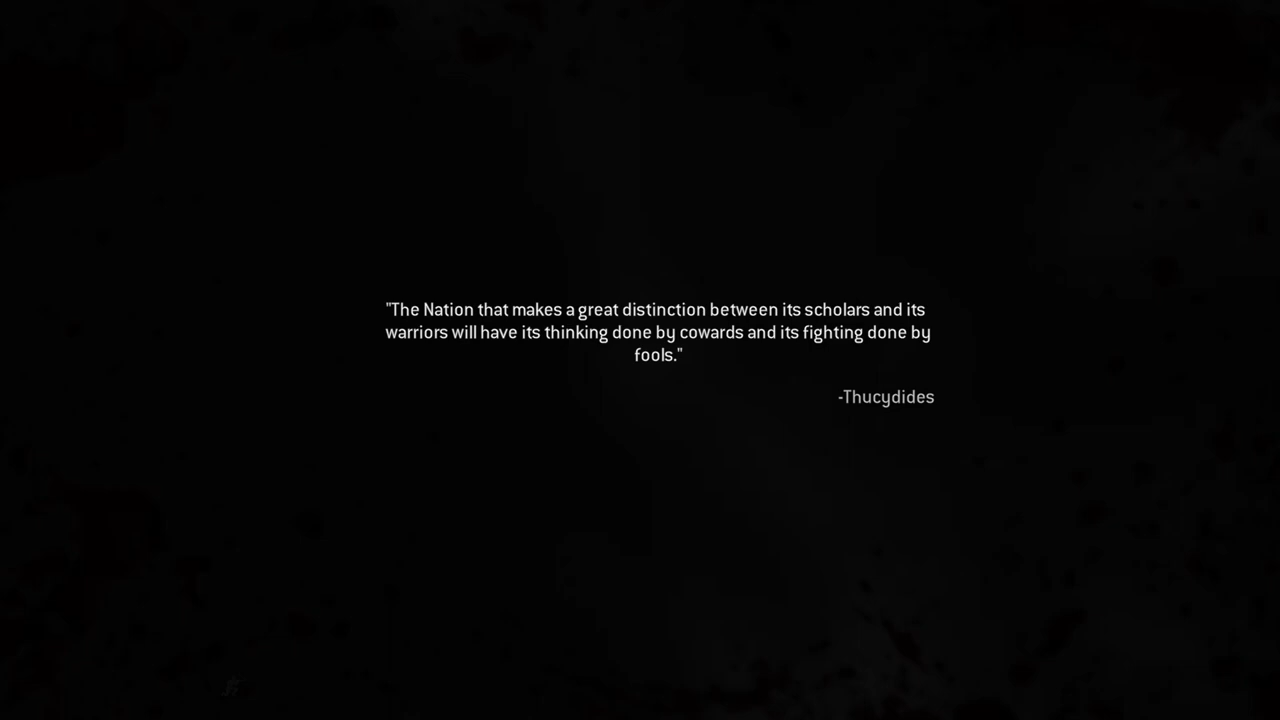 "The Nation that makes a great distinction between its scholars and its
warriors will have its thinking done by cowards and its fighting done by
fools."
-Thucydides